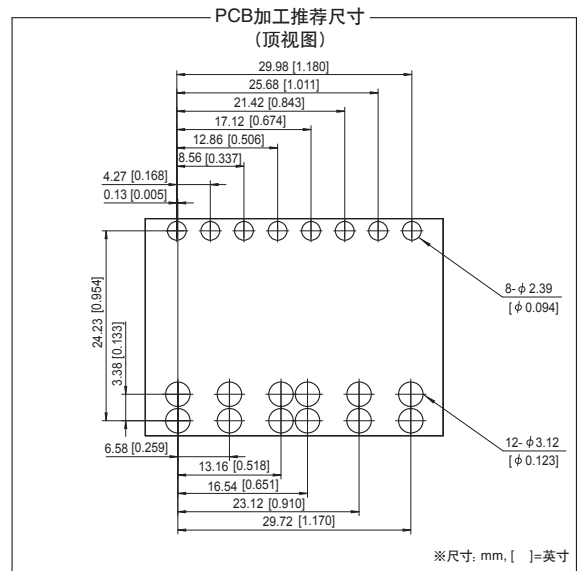 PCB加工推荐尺寸
(顶视图)
29.98 [1.180]
25.68 [1.011]
21.42 [0.843]
17.12 [0.674]
12.86 [0.506]
8.56 [0.337]
4.27 [0.168]
0.13 [0.005]
24.23 [0.954]
3.38 [0.133]
8-ϕ2.39
[ϕ0.094]
12-ϕ3.12
[ϕ0.123]
6.58 [0.259]
13.16 [0.518]
16.54 [0.651]
23.12 [0.910]
29.72 [1.170]
※尺寸: mm, [ ]=英寸